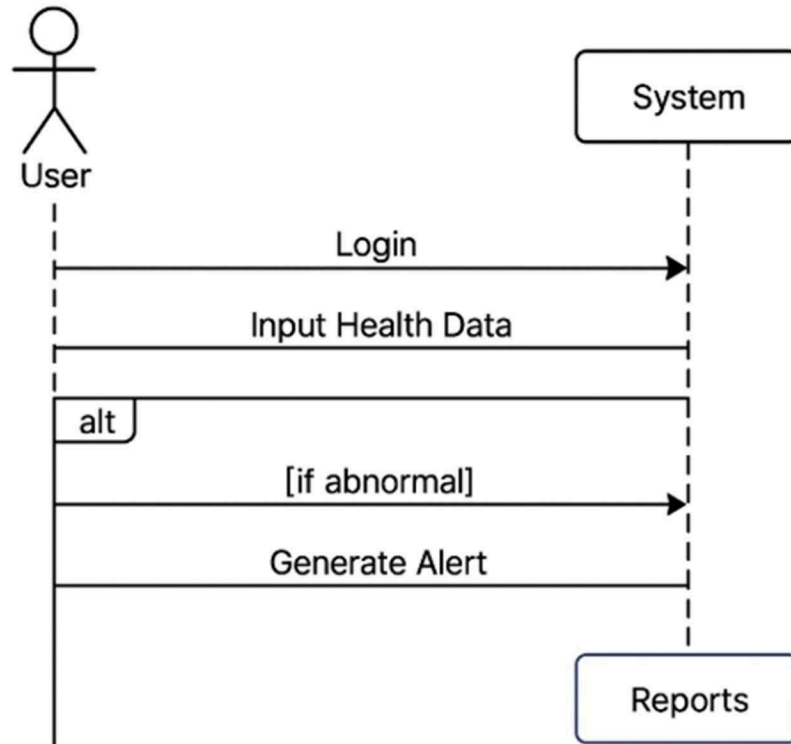 System
User
Login
Input Health Data
alt
[if abnormal]
Generate Alert
Reports